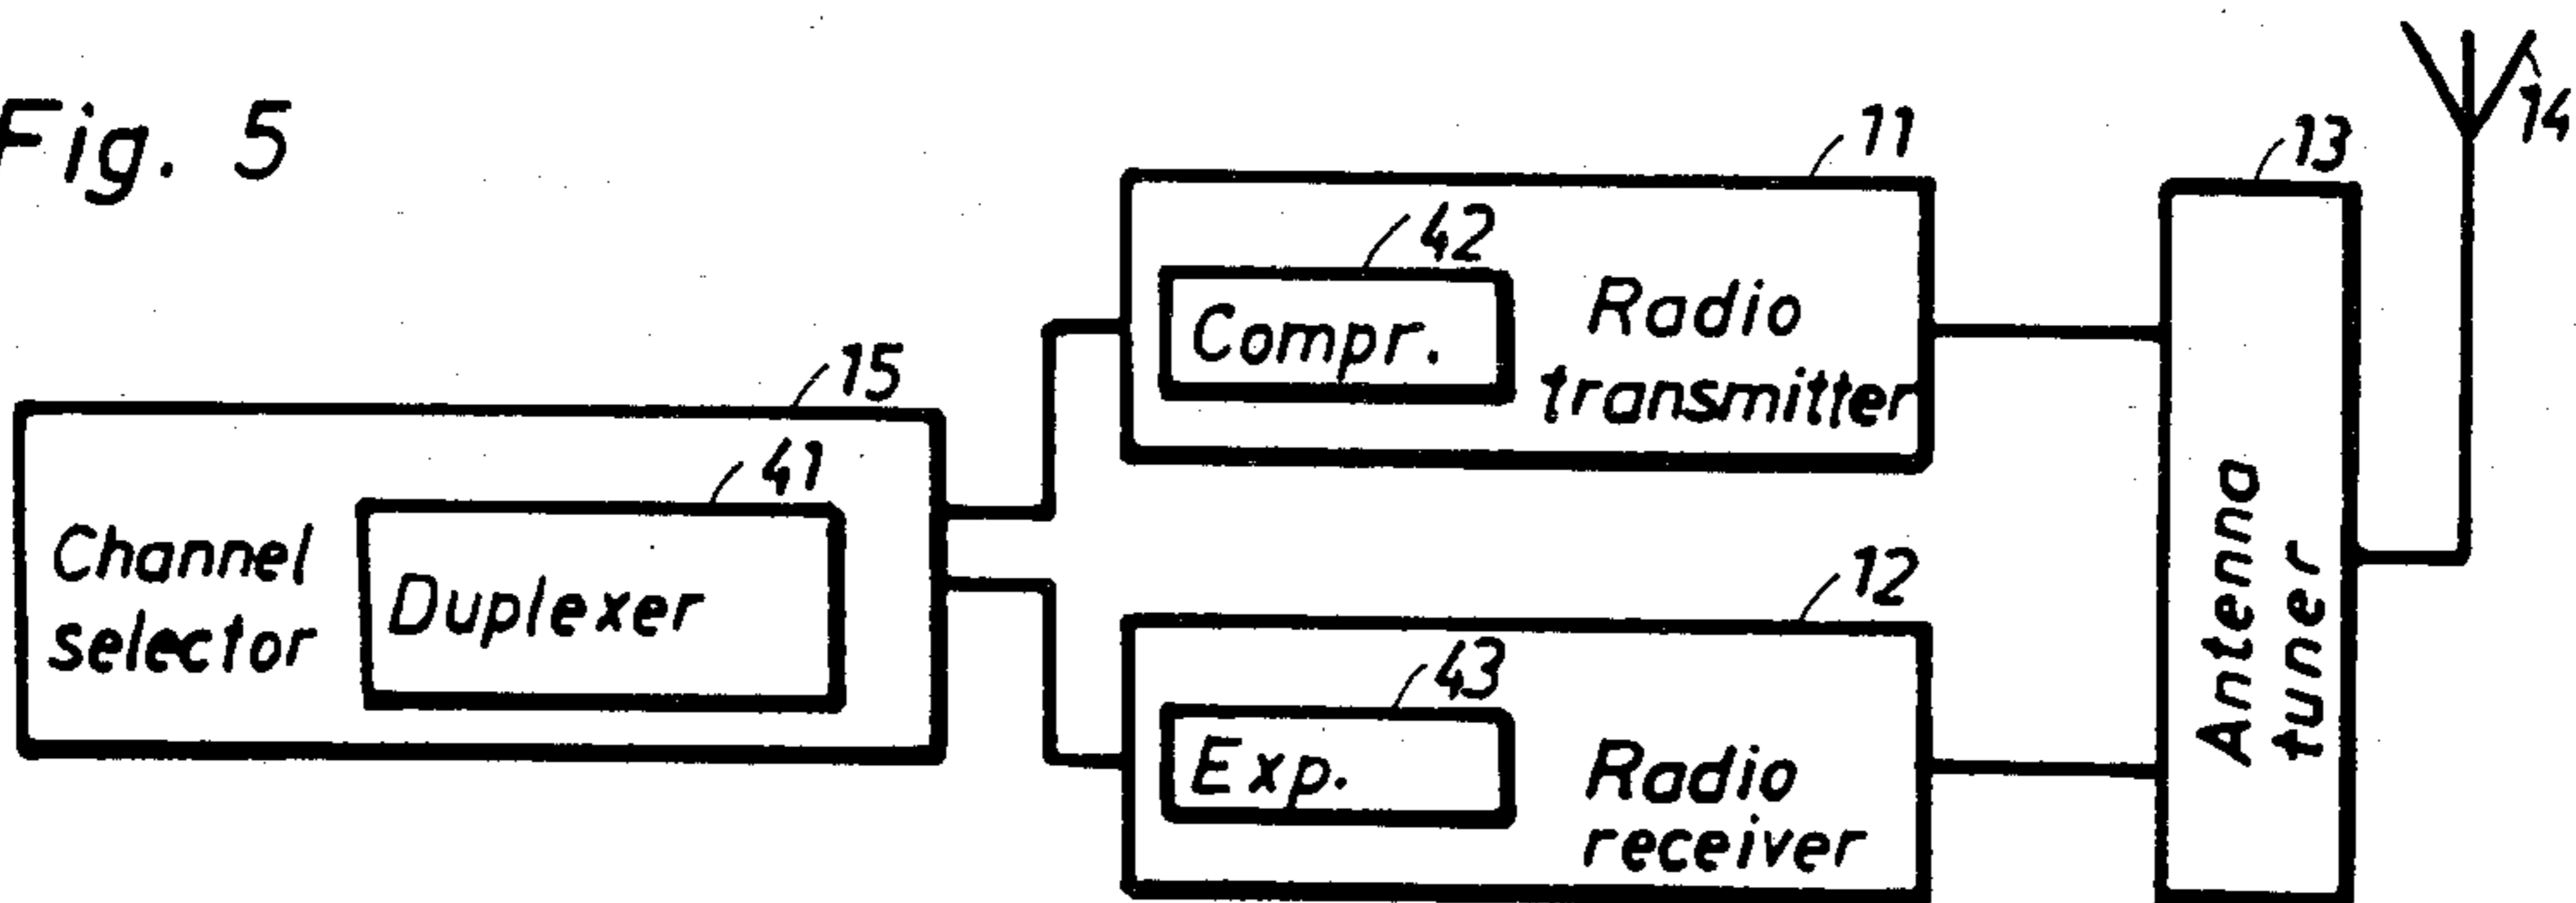 Fig. 5
14
11
13
42
Compr.
Radio
transmitter
15
41
Channel
selector
Duplexer
12
43
Exp.
Radio
receiver
Antenna
tuner